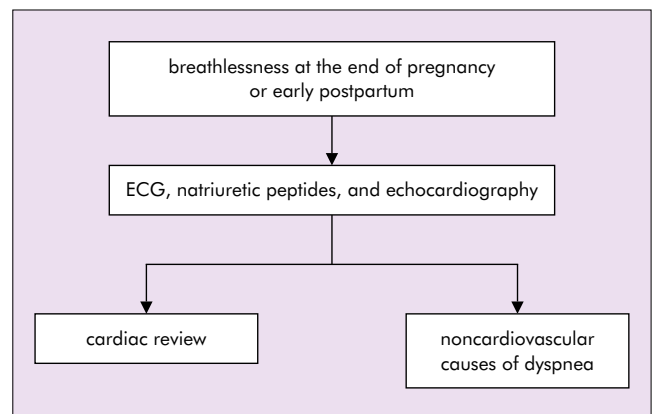 breathlessness at the end of pregnancy
or early postpartum
ECG, natriuretic peptides, and echocardiography
cardiac review
noncardiovascular
causes of dyspnea